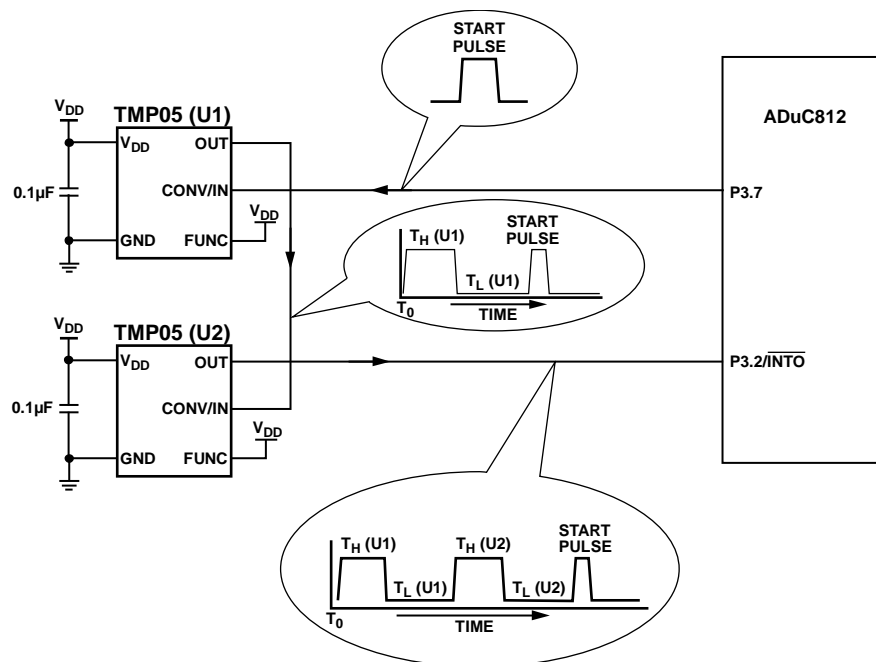 START
PULSE
ADuC812
P3.7
P3.2/INTO
V_DD
TMP05 (U1)
V_DD
OUT
CONV/IN
GND
FUNC
0.1µF
V_DD
T_H (U1)
START
PULSE
T_L (U1)
T_0
TIME
V_DD
TMP05 (U2)
V_DD
OUT
CONV/IN
GND
FUNC
0.1µF
V_DD
T_H (U1)
T_H (U2)
START
PULSE
T_L (U1)
T_L (U2)
T_0
TIME